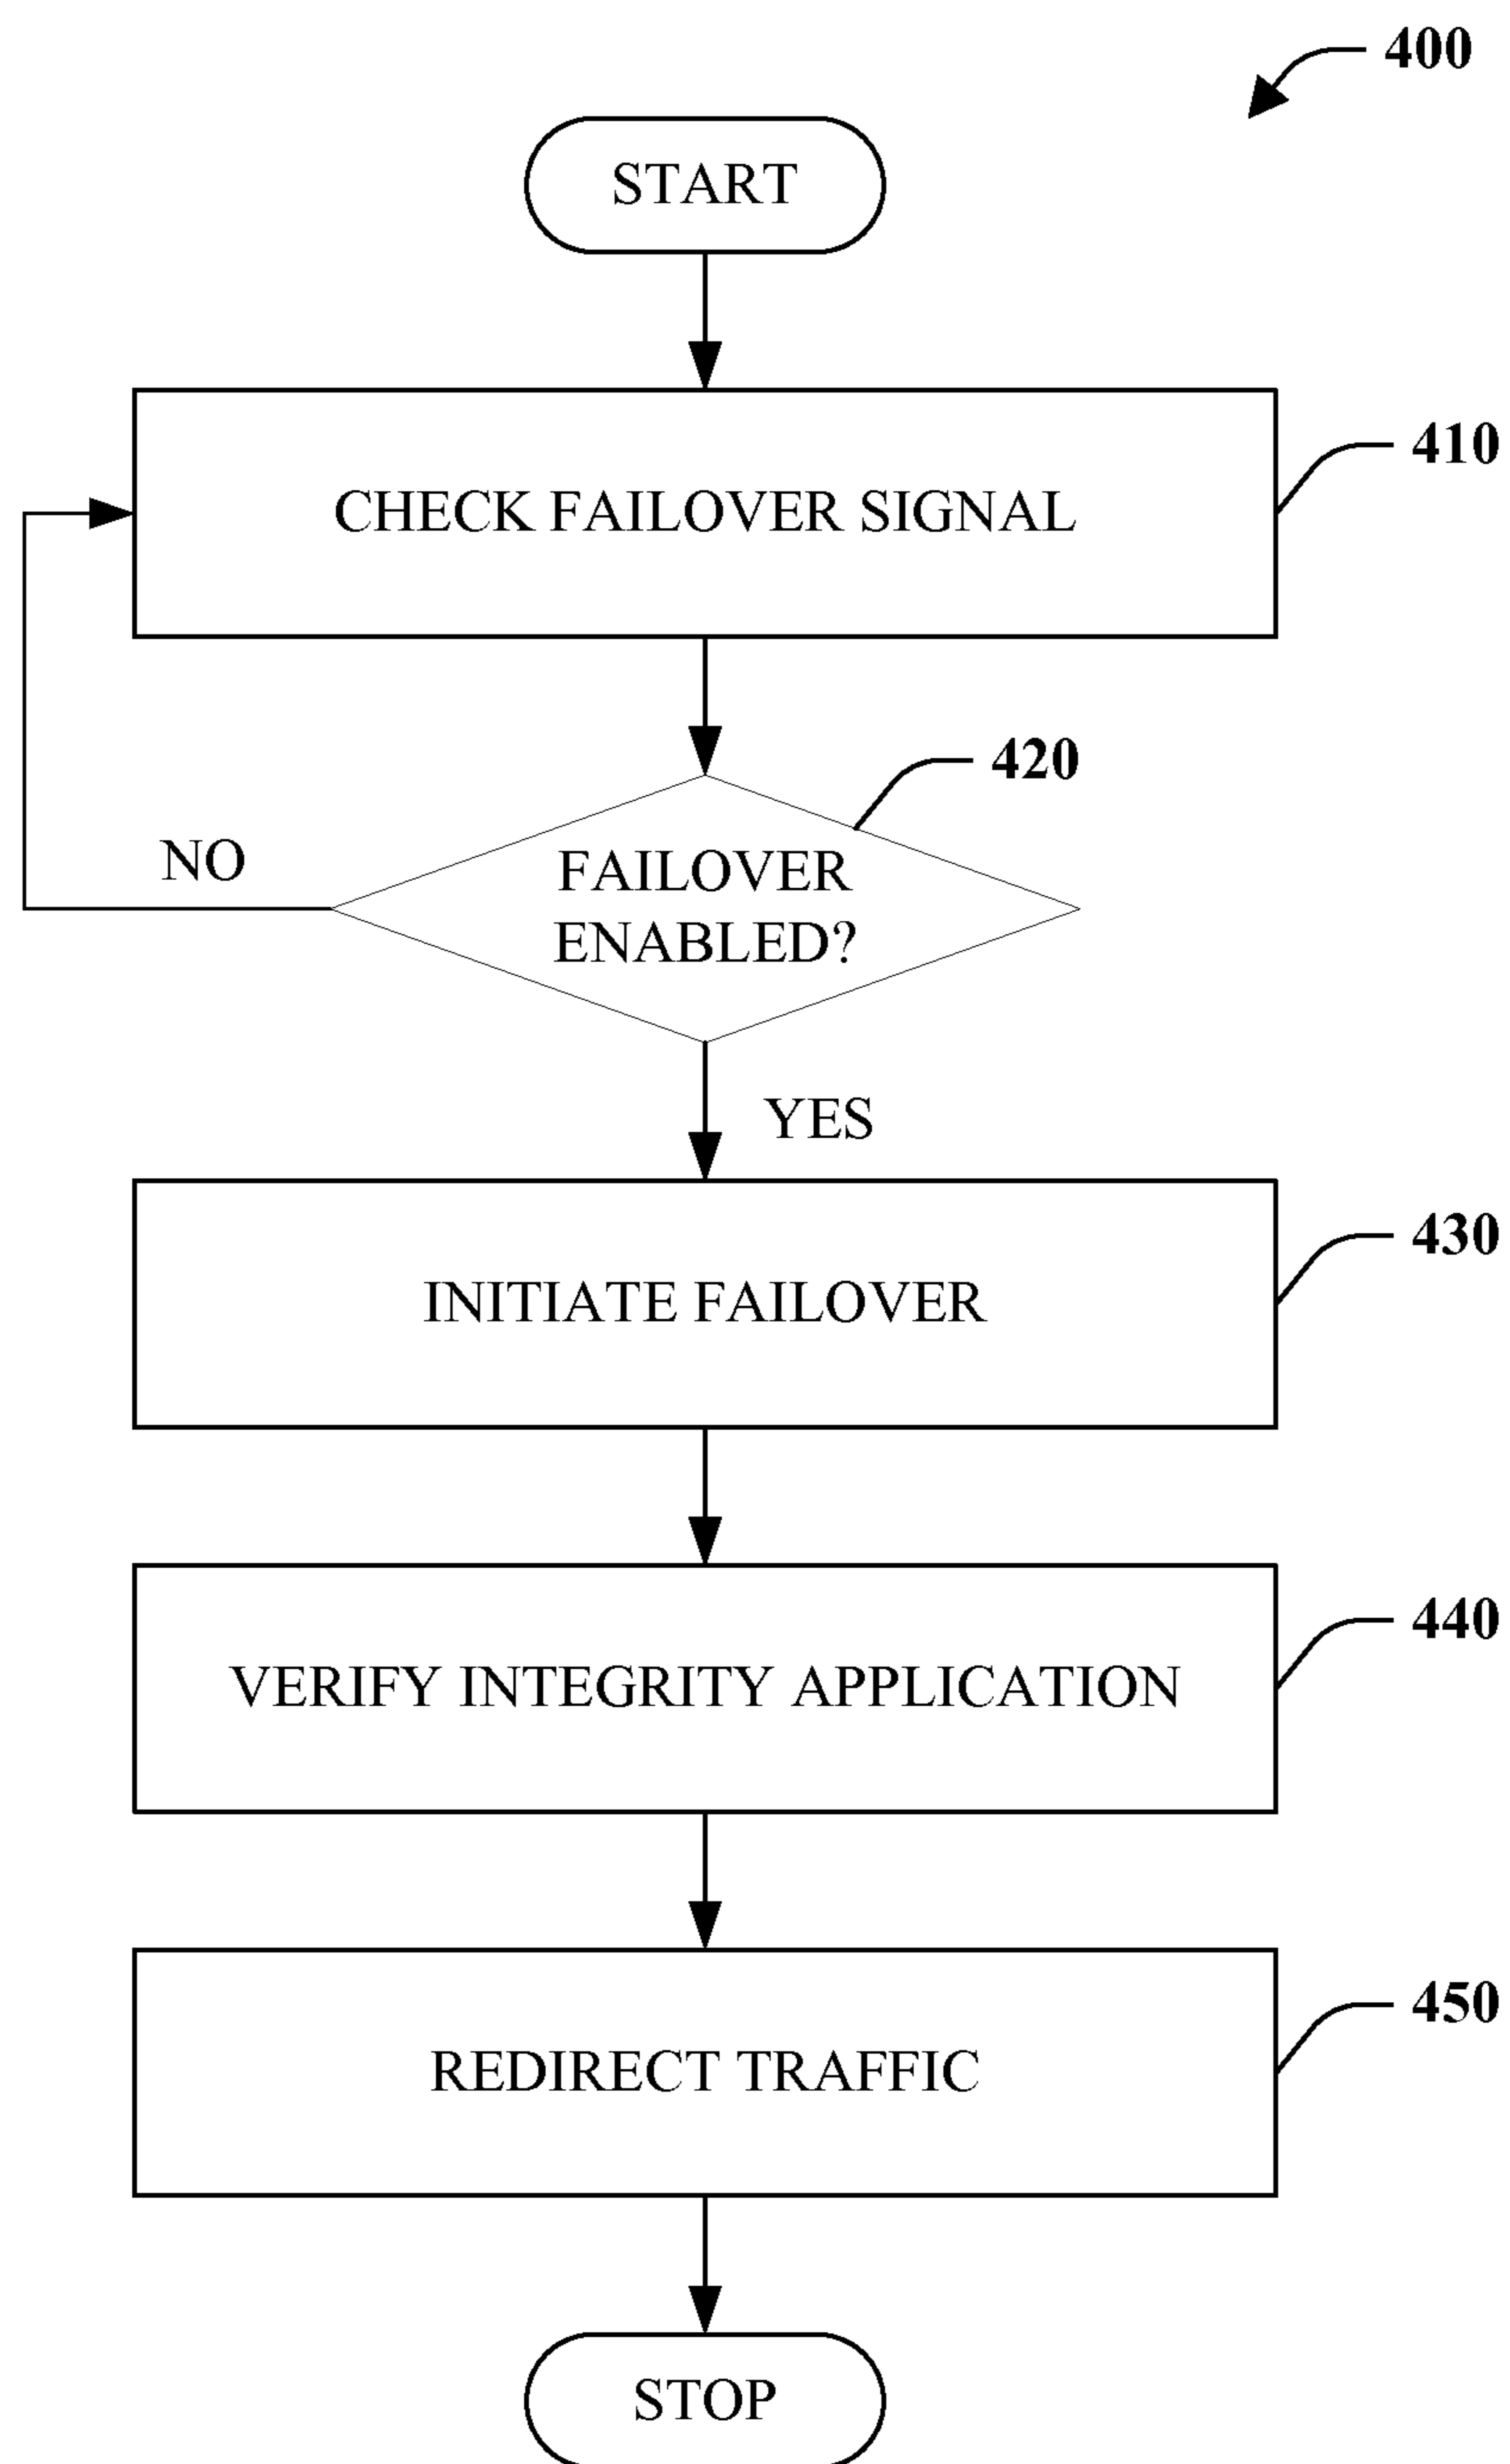 400
START
CHECK FAILOVER SIGNAL
410
420
NO
FAILOVER
ENABLED?
YES
430
INITIATE FAILOVER
440
VERIFY INTEGRITY APPLICATION
450
REDIRECT TRAFFIC
STOP